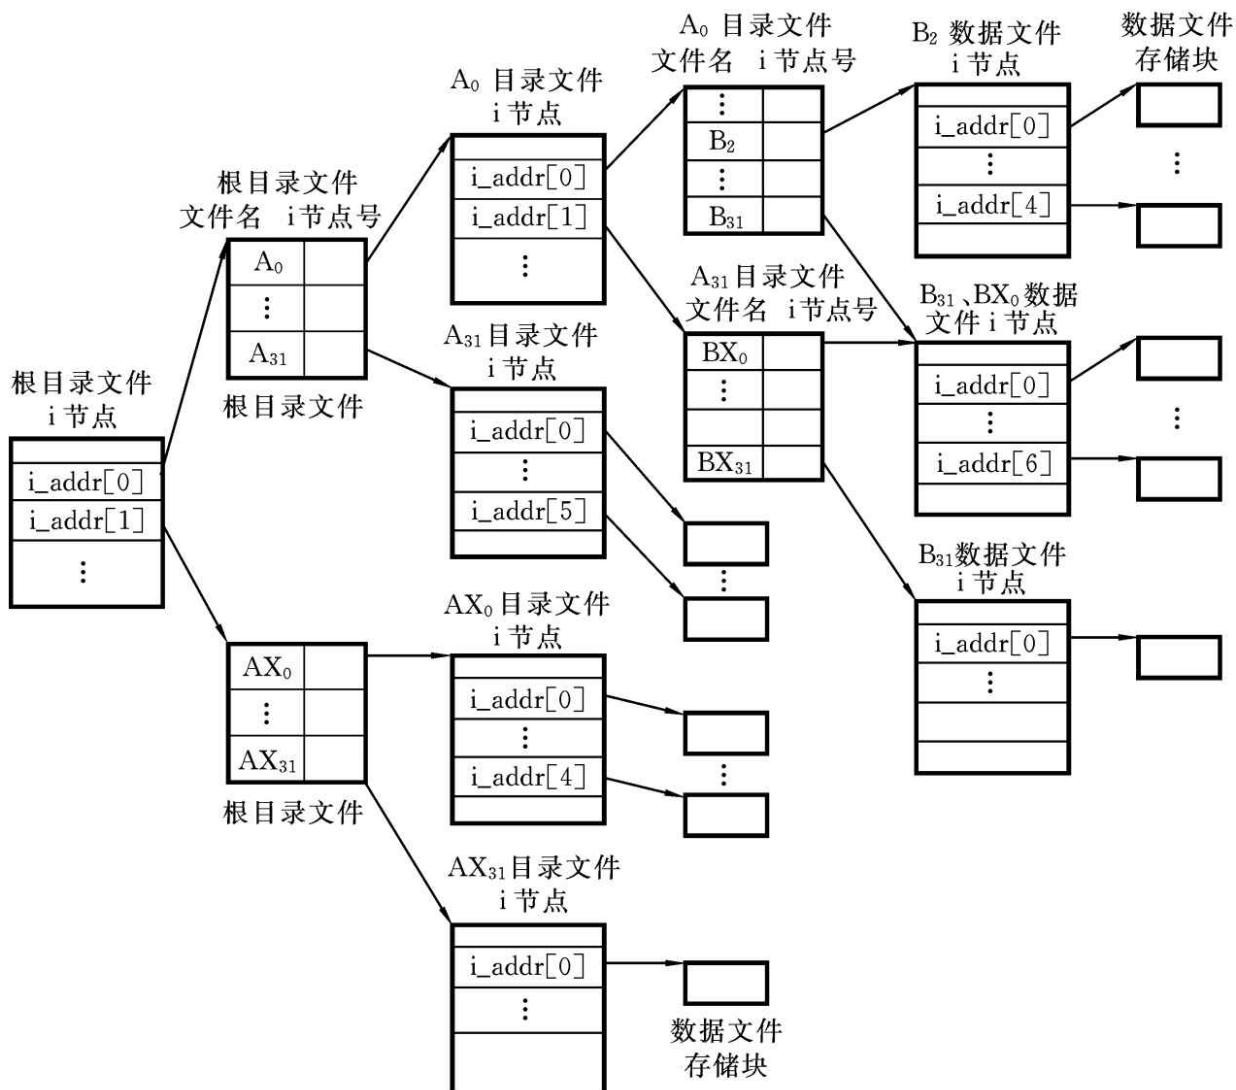 根目录文件
i 节点
i_addr[0]
i_addr[1]
⋮
根目录文件
文件名 i节点号
A₀
⋮
A₃₁
根目录文件
AX₀
⋮
AX₃₁
根目录文件
A₀ 目录文件
i 节点
i_addr[0]
i_addr[1]
⋮
A₃₁目录文件
i 节点
i_addr[0]
⋮
i_addr[5]
AX₀ 目录文件
i 节点
i_addr[0]
⋮
i_addr[4]
AX₃₁目录文件
i 节点
i_addr[0]
⋮
A₀ 目录文件
文件名 i 节点号
⋮
B₂
⋮
B₃₁
A₃₁目录文件
文件名 i节点号
BX₀
⋮
BX₃₁
⋮
⋮
数据文件
存储块
B₂ 数据文件
i 节点
i_addr[0]
⋮
i_addr[4]
B₃₁、BX₀数据
文件 i 节点
i_addr[0]
⋮
i_addr[6]
B₃₁数据文件
i 节点
i_addr[0]
⋮
数据文件
存储块
⋮
⋮